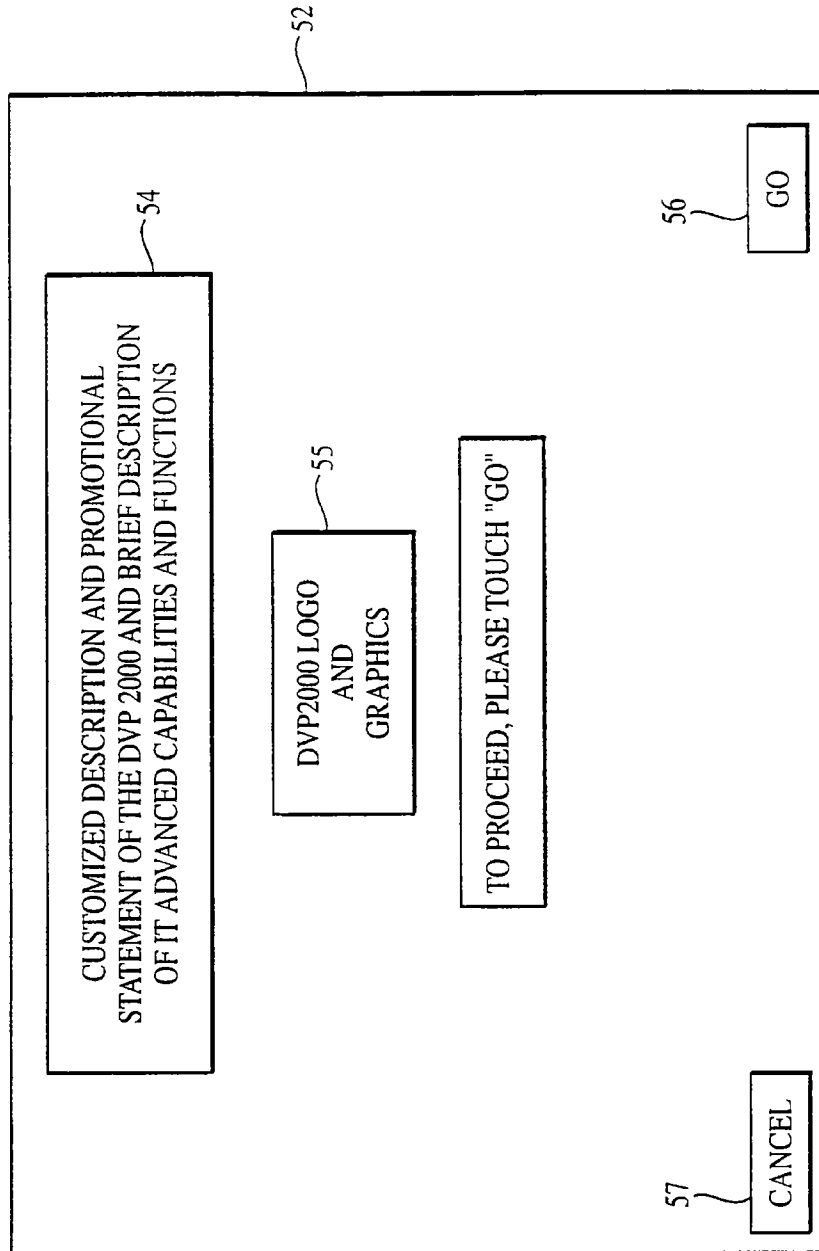 52
54
CUSTOMIZED DESCRIPTION AND PROMOTIONAL
STATEMENT OF THE DVP 2000 AND BRIEF DESCRIPTION
OF IT ADVANCED CAPABILITIES AND FUNCTIONS
55
DVP2000 LOGO
AND
GRAPHICS
TO PROCEED, PLEASE TOUCH "GO"
57
CANCEL
56
GO